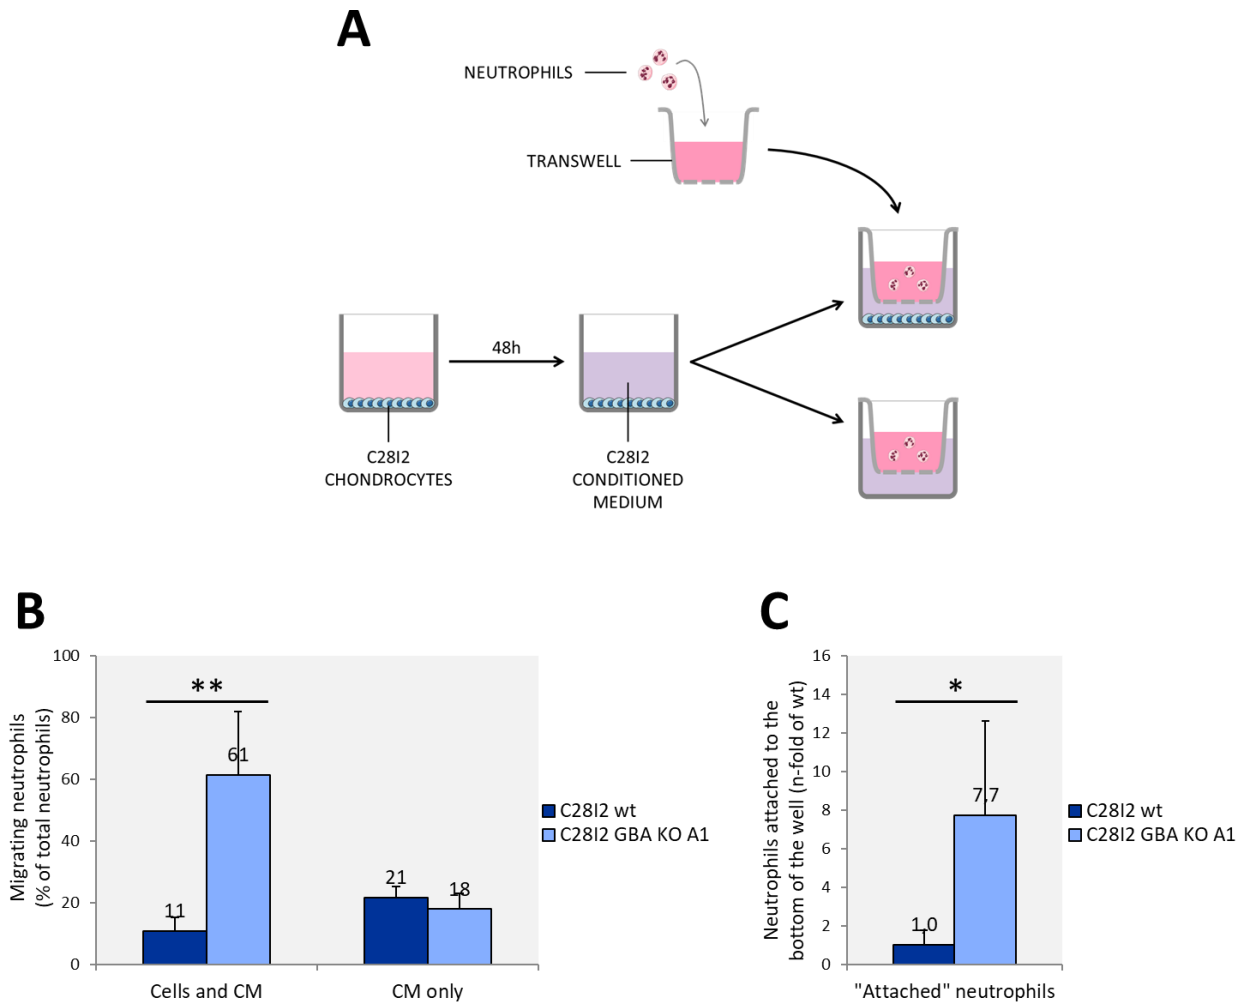 A
NEUTROPHILS
TRANSWELL
48h
C28I2
CHONDROCYTES
C28I2
CONDITIONED
MEDIUM
B
Migrating neutrophils
(% of total neutrophils)
100
80
60
40
20
0
**
11
61
21
18
Cells and CM
CM only
C28I2 wt
C28I2 GBA KO A1
C
Neutrophils attached to the
bottom of the well (n-fold of wt)
16
14
12
10
8
6
4
2
0
*
1,0
7,7
"Attached" neutrophils
C28I2 wt
C28I2 GBA KO A1